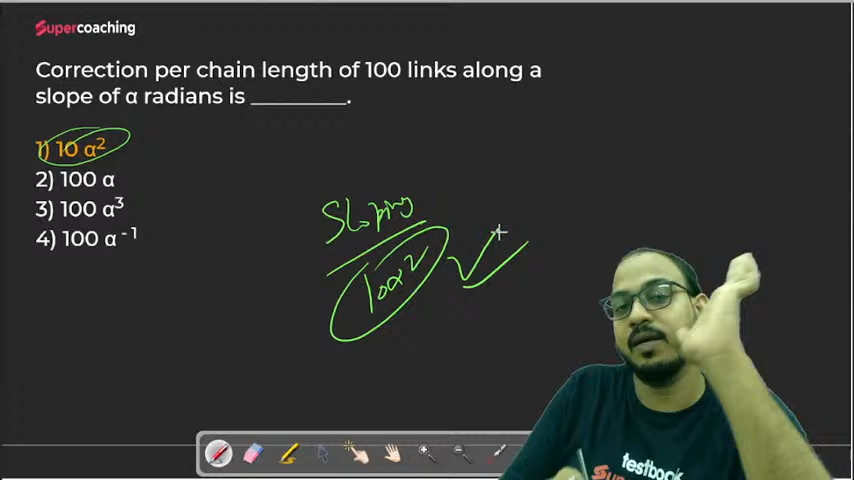 Supercoaching
Correction per chain length of 100 links along a
slope of α radians is _________.
1) 10 α²
2) 100 α
3) 100 α³
4) 100 α⁻¹
Sloping
10α2
testbook